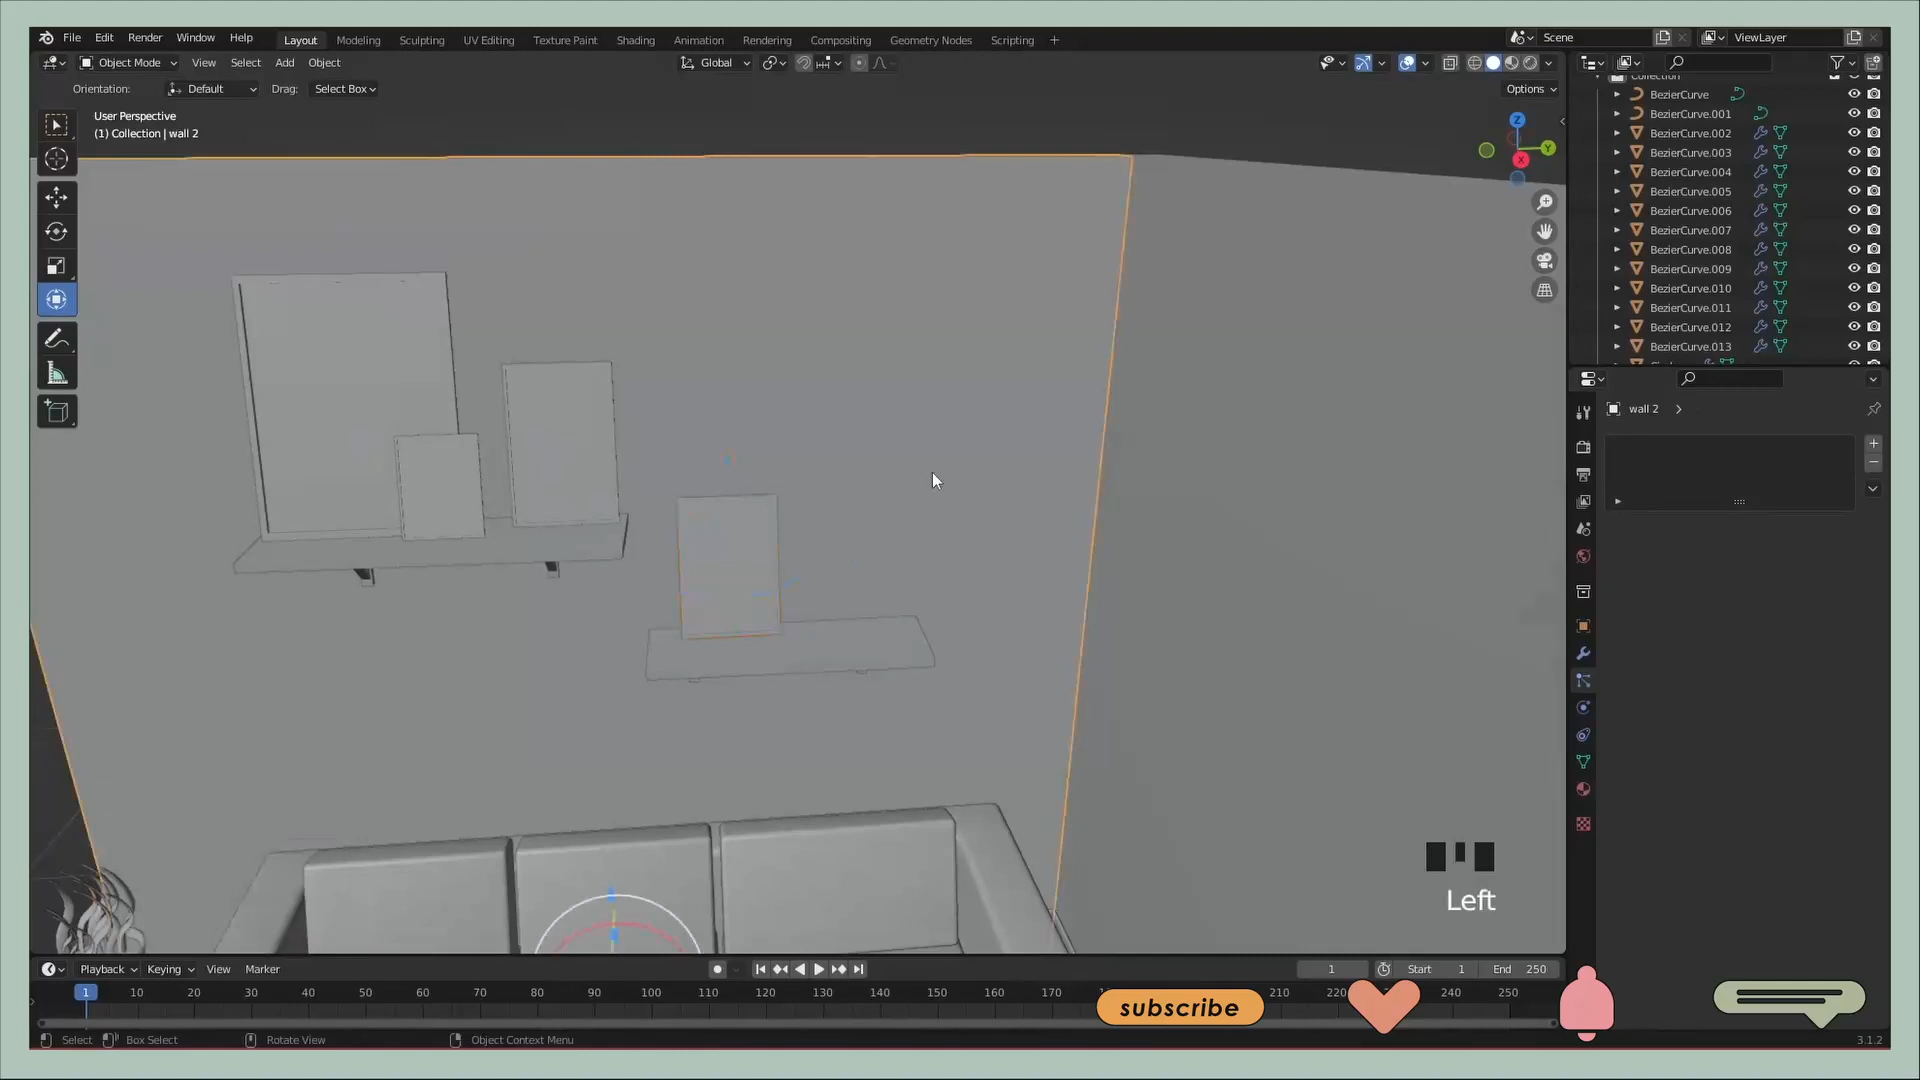 File Edit Render Window Help Layout Modeling Sculpting UV Editing Texture Paint Shading Animation Rendering Compositing Geometry Nodes Scripting + Scene ViewLayer
Object Mode View Select Add Object Global
Orientation: Default Drag: Select Box Options
User Perspective
(1) Collection | wall 2
Z
Y
X
Collection
BezierCurve
BezierCurve.001
BezierCurve.002
BezierCurve.003
BezierCurve.004
BezierCurve.005
BezierCurve.006
BezierCurve.007
BezierCurve.008
BezierCurve.009
BezierCurve.010
BezierCurve.011
BezierCurve.012
BezierCurve.013
wall 2
Left
Playback Keying View Marker 1 Start 1 End 250
1 10 20 30 40 50 60 70 80 90 100 110 120 130 140 150 160 170 210 240 250
subscribe
Select Box Select Rotate View Object Context Menu 3.1.2